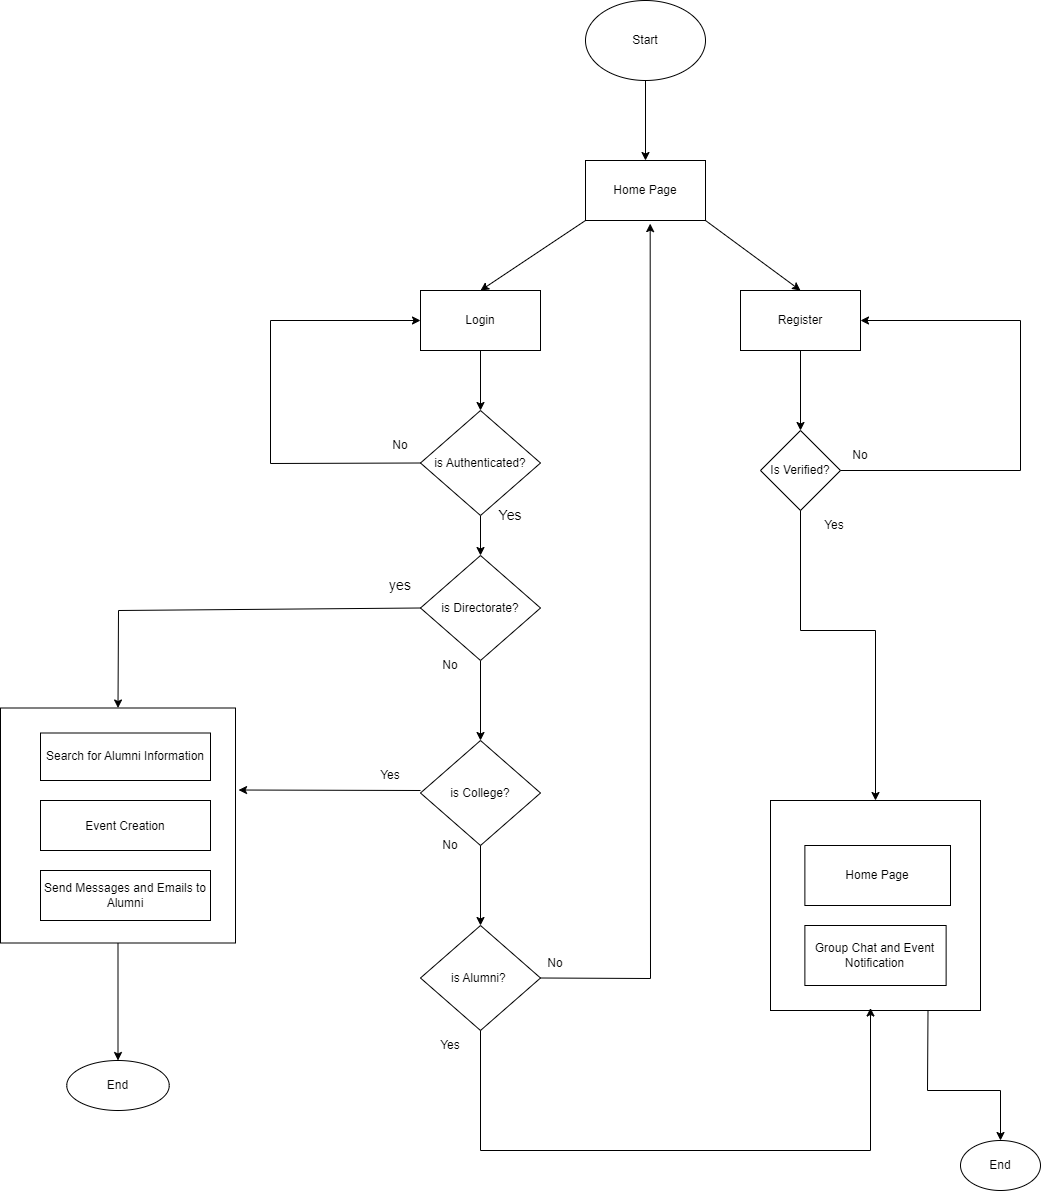 Start
Home Page
Login
Register
No
is Authenticated?
No
Is Verified?
Yes
Yes
yes
is Directorate?
No
Search for Alumni Information
Yes
is College?
Event Creation
No
Home Page
Send Messages and Emails to
Alumni
Group Chat and Event
Notification
No
is Alumni?
Yes
End
End